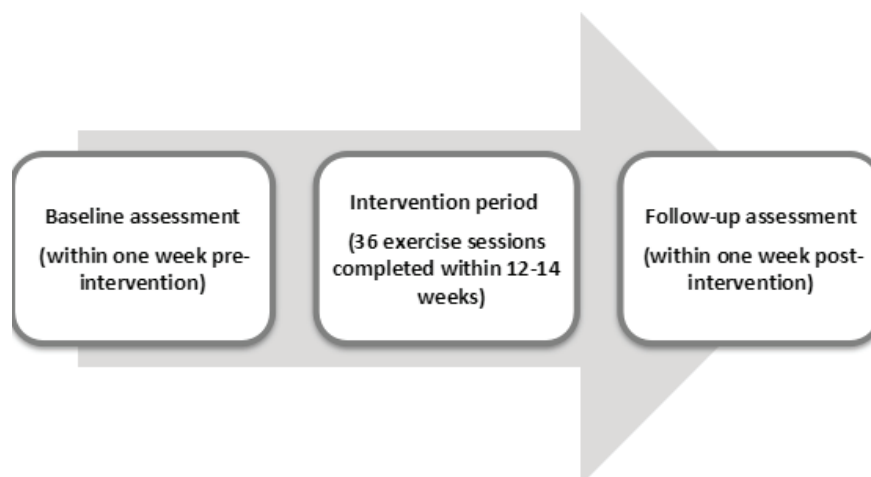 Baseline assessment
(within one week pre-
intervention)
Intervention period
(36 exercise sessions
completed within 12-14
weeks)
Follow-up assessment
(within one week post-
intervention)